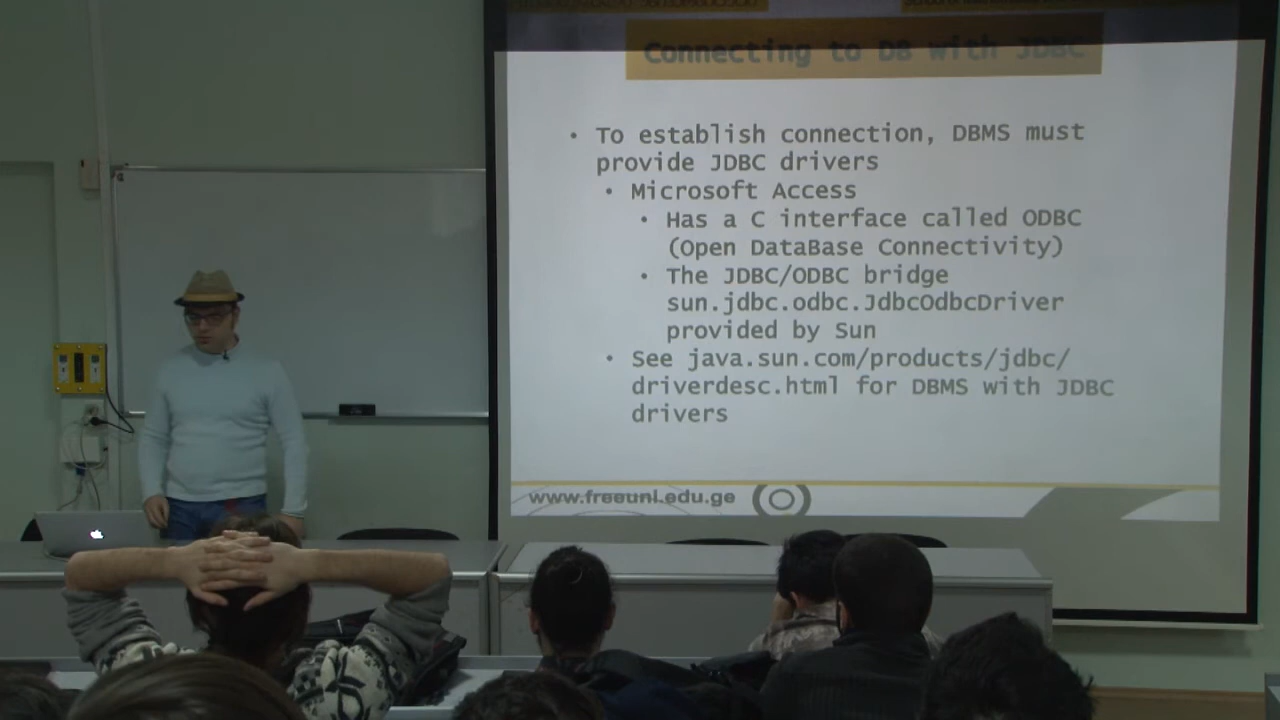 Connecting to DB with JDBC
• To establish connection, DBMS must
provide JDBC drivers
• Microsoft Access
• Has a C interface called ODBC
(Open DataBase Connectivity)
• The JDBC/ODBC bridge
sun.jdbc.odbc.JdbcOdbcDriver
provided by Sun
• See java.sun.com/products/jdbc/
driverdesc.html for DBMS with JDBC
drivers
www.freeuni.edu.ge